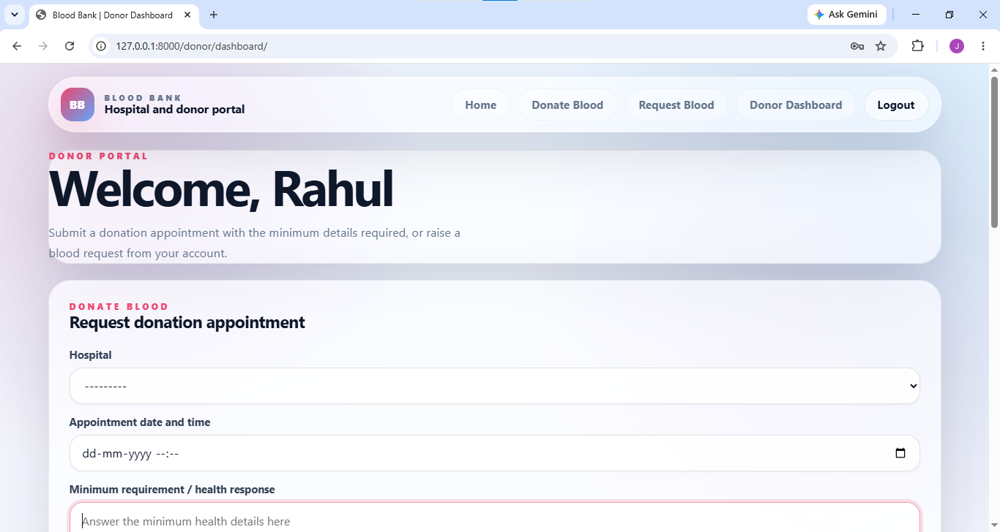 Blood Bank | Donor Dashboard
Ask Gemini
127.0.0.1:8000/donor/dashboard/
J
BB
BLOOD BANK
Hospital and donor portal
Home
Donate Blood
Request Blood
Donor Dashboard
Logout
DONOR PORTAL
Welcome, Rahul
Submit a donation appointment with the minimum details required, or raise a
blood request from your account.
DONATE BLOOD
Request donation appointment
Hospital
---------
Appointment date and time
dd-mm-yyyy --:--
Minimum requirement / health response
Answer the minimum health details here